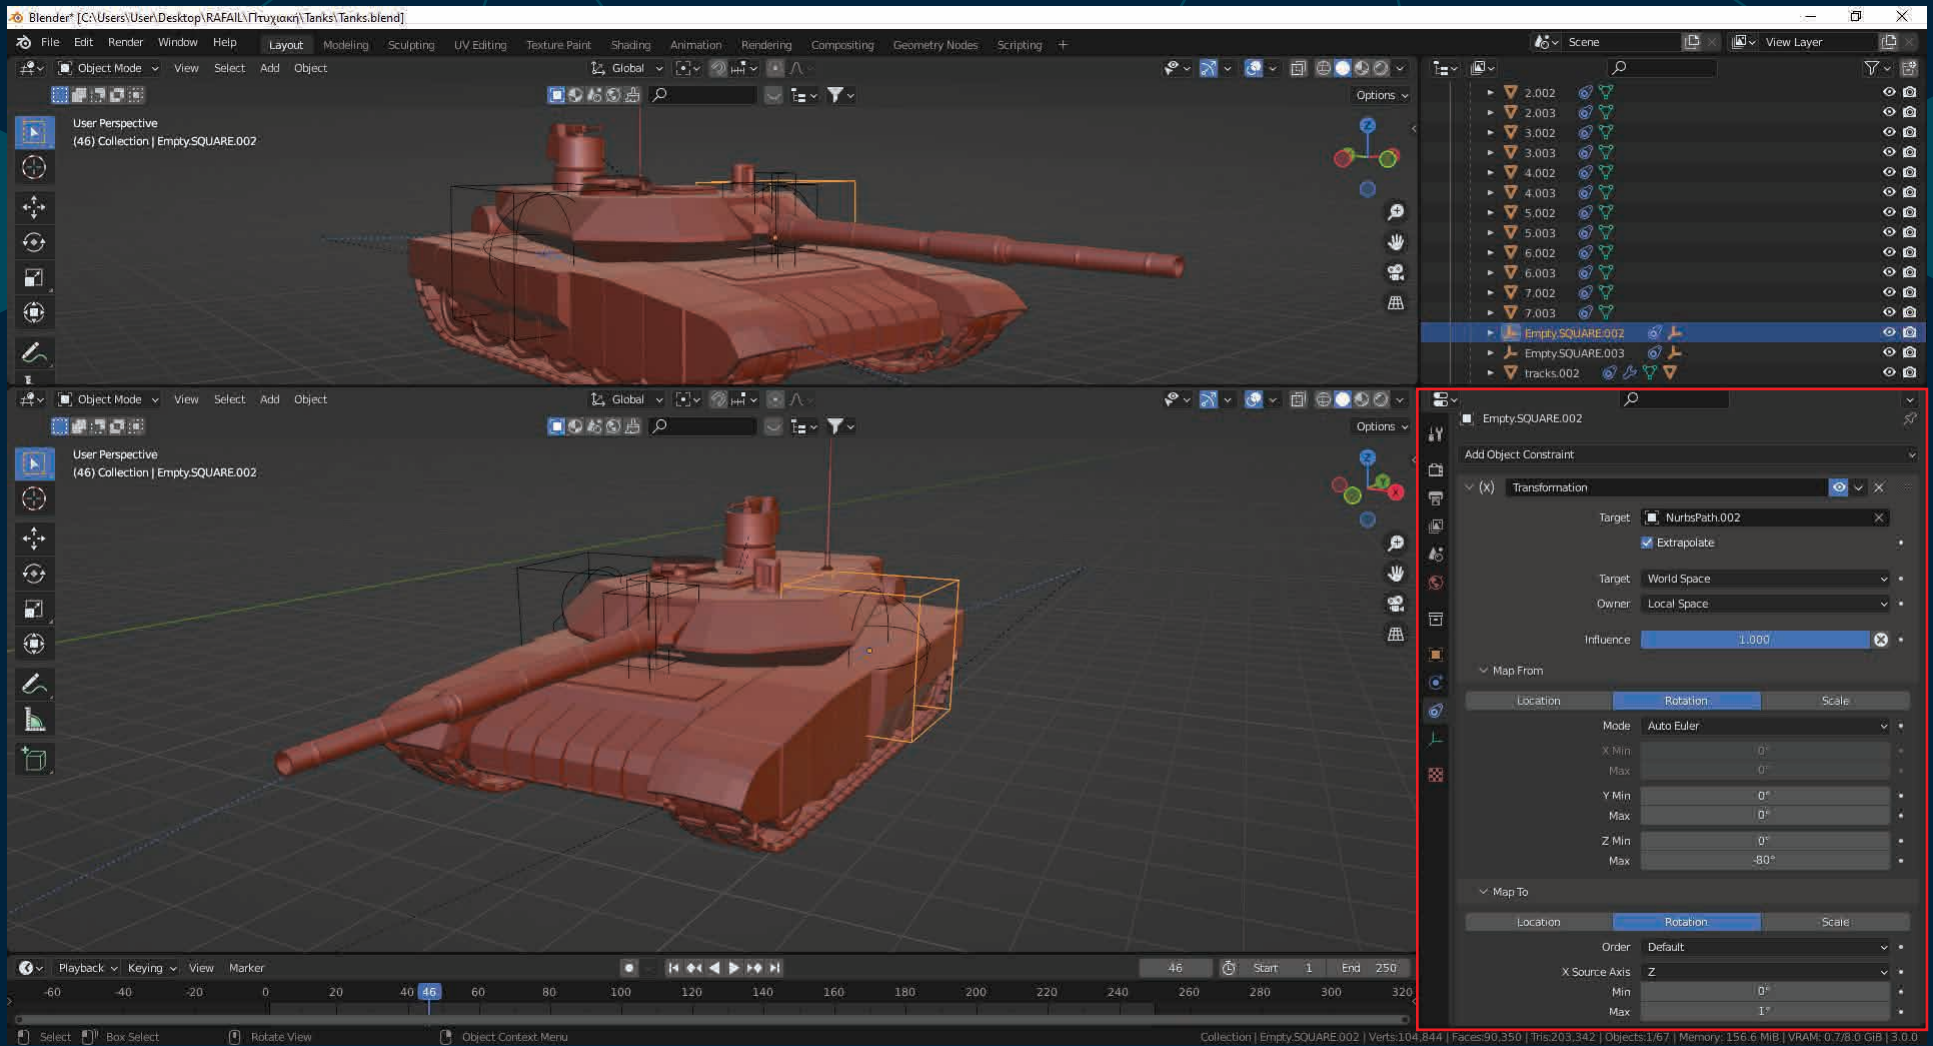 Blender* [C:\Users\User\Desktop\RAFAIL\Πτυχιακή\Tanks\Tanks.blend]
File Edit Render Window Help Layout Modeling Sculpting UV Editing Texture Paint Shading Animation Rendering Compositing Geometry Nodes Scripting + Scene View Layer
Object Mode View Select Add Object Global
Options
User Perspective
(46) Collection | Empty.SQUARE.002
Z
2.002
2.003
3.002
3.003
4.002
4.003
5.002
5.003
6.002
6.003
7.002
7.003
Empty.SQUARE.002
Empty.SQUARE.003
tracks.002
Object Mode View Select Add Object Global
Options
User Perspective
(46) Collection | Empty.SQUARE.002
Z
Y
X
Empty.SQUARE.002
Add Object Constraint
(x) Transformation
Target NurbsPath.002
Extrapolate
Target World Space
Owner Local Space
Influence 1.000
Map From
Location Rotation Scale
Mode Auto Euler
X Min 0°
Max 0°
Y Min 0°
Max 0°
Z Min 0°
Max -80°
Map To
Location Rotation Scale
Order Default
X Source Axis Z
Min 0°
Max 1°
Playback Keying View Marker 46 Start 1 End 250
-60 -40 -20 0 20 40 46 60 80 100 120 140 160 180 200 220 240 260 280 300 320
Select Box Select Rotate View Object Context Menu Collection | Empty.SQUARE.002 | Verts:104,844 | Faces:90,350 | Tris:203,342 | Objects:1/67 | Memory: 156.6 MiB | VRAM: 0.7/8.0 GiB | 3.0.0